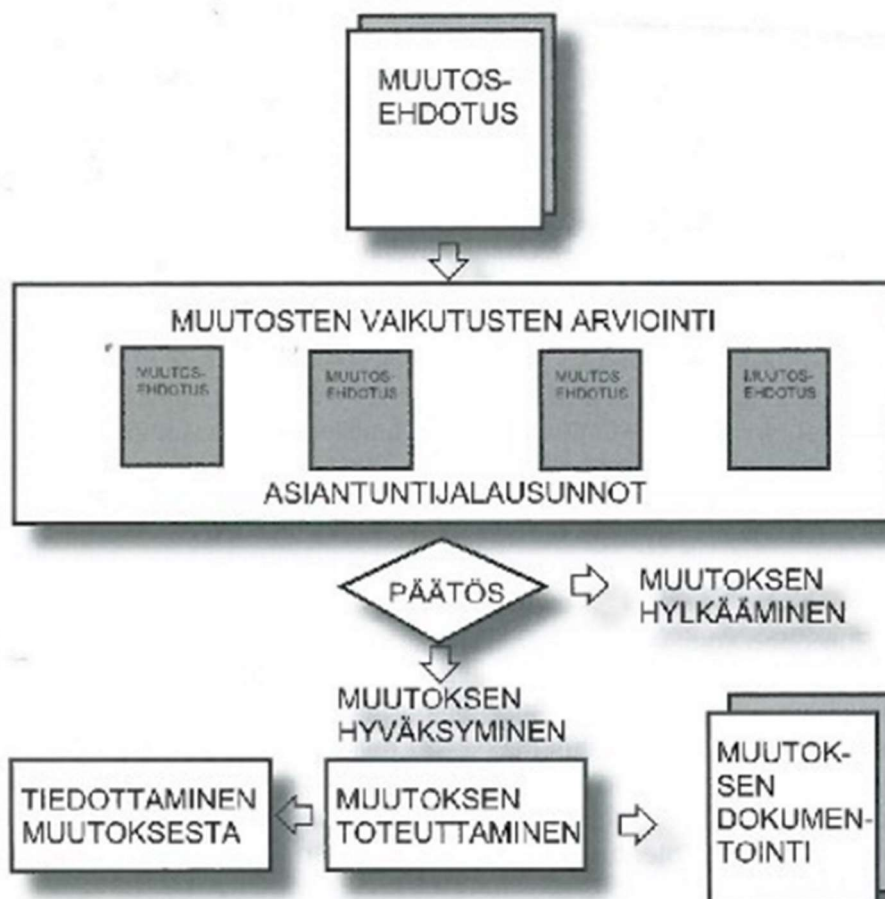 MUUTOS-
EHDOTUS
MUUTOSTEN VAIKUTUSTEN ARVIOINTI
MUUTOS-
EHDOTUS
MUUTOS-
EHDOTUS
MUUTOS
EHDOTUS
MUUTOS-
EHDOTUS
ASIANTUNTIJALAUSUNNOT
PÄÄTÖS
MUUTOKSEN
HYLKÄÄMINEN
MUUTOKSEN
HYVÄKSYMINEN
TIEDOTTAMINEN
MUUTOKSESTA
MUUTOKSEN
TOTEUTTAMINEN
MUUTOK-
SEN
DOKUMEN-
TOINTI